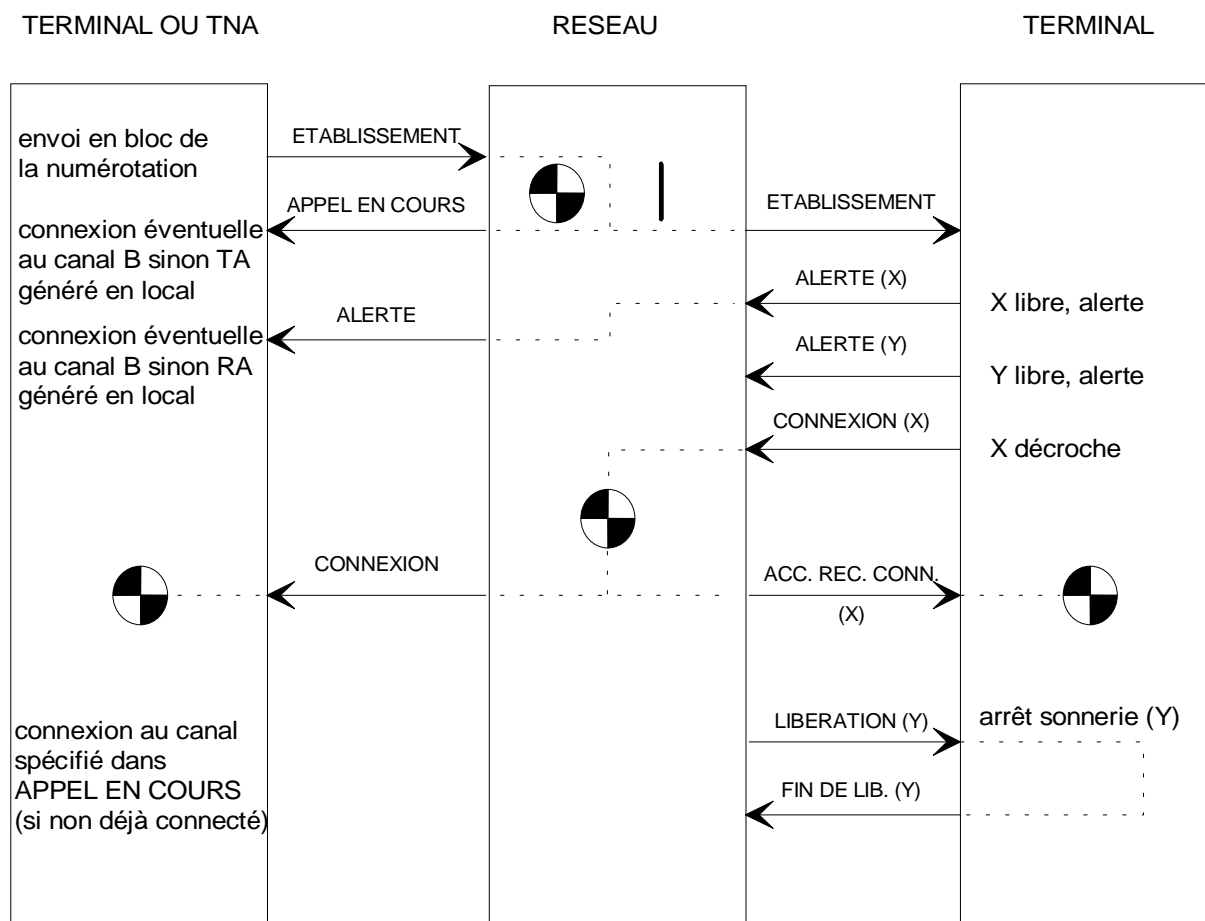 TERMINAL OU TNA
RESEAU
TERMINAL
envoi en bloc de
la numérotation
ETABLISSEMENT
APPEL EN COURS
ETABLISSEMENT
connexion éventuelle
au canal B sinon TA
généré en local
ALERTE (X)
X libre, alerte
ALERTE
connexion éventuelle
au canal B sinon RA
généré en local
ALERTE (Y)
Y libre, alerte
CONNEXION (X)
X décroche
CONNEXION
ACC. REC. CONN.
(X)
connexion au canal
spécifié dans
APPEL EN COURS
(si non déjà connecté)
LIBERATION (Y)
arrêt sonnerie (Y)
FIN DE LIB. (Y)